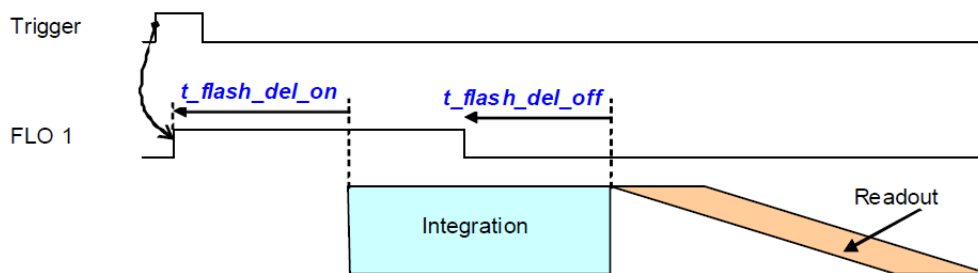 Trigger
t_flash_del_on
t_flash_del_off
FLO 1
Readout
Integration